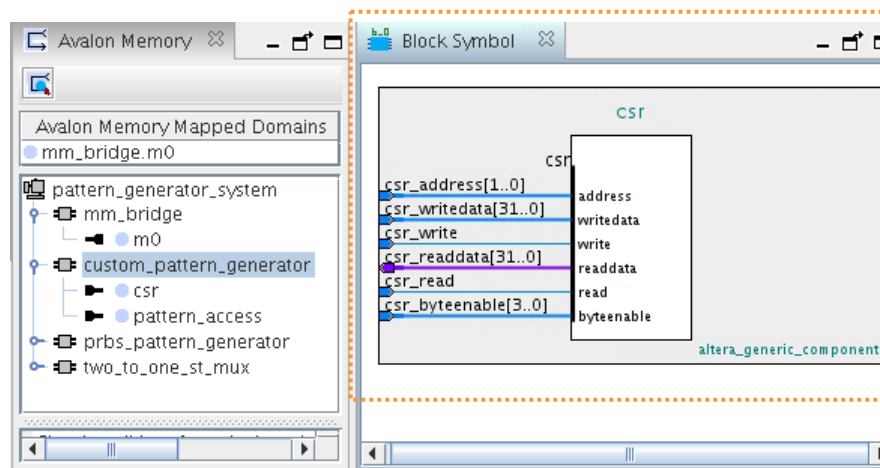 Avalon Memory
Avalon Memory Mapped Domains
mm_bridge.m0
pattern_generator_system
mm_bridge
m0
custom_pattern_generator
csr
pattern_access
prbs_pattern_generator
two_to_one_st_mux
Block Symbol
csr
csr
csr_address[1..0]
address
csr_writedata[31..0]
writedata
csr_write
write
csr_readdata[31..0]
readdata
csr_read
read
csr_byteenable[3..0]
byteenable
altera_generic_component